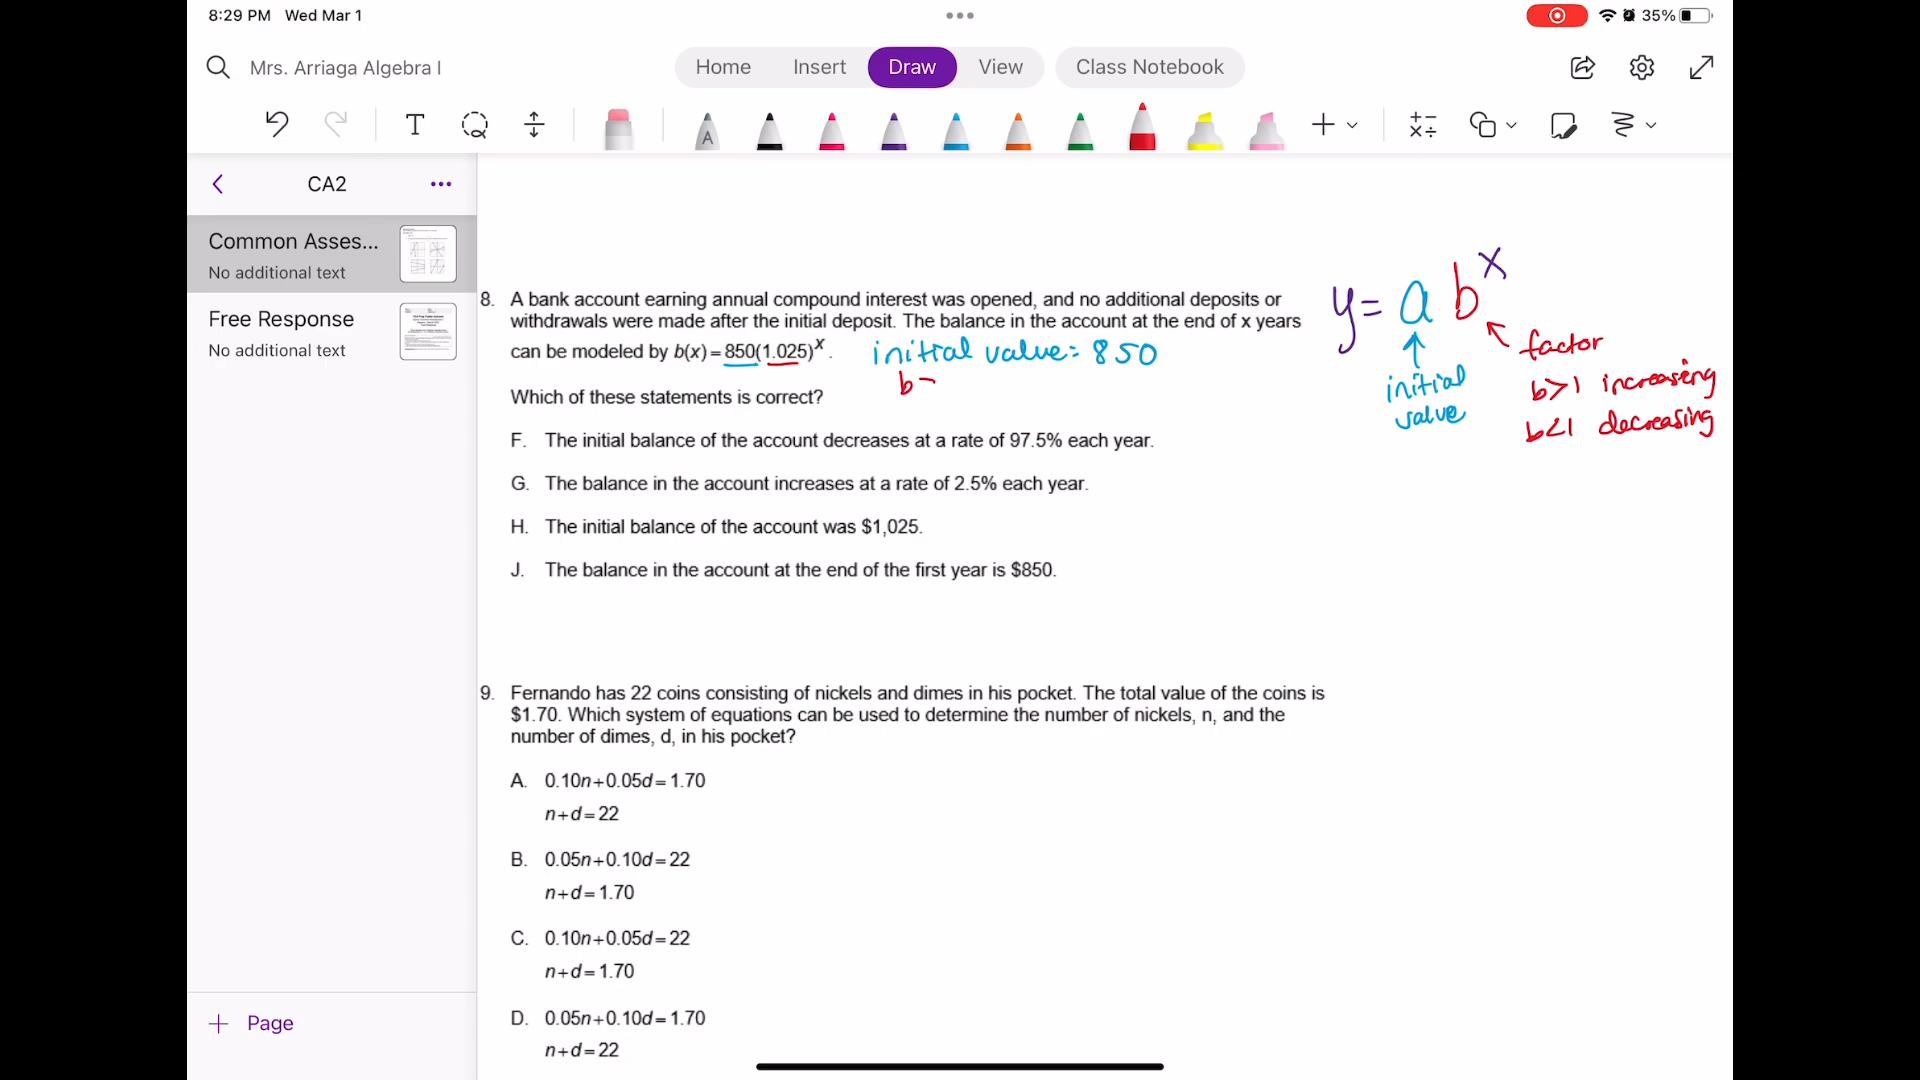 8:29 PM Wed Mar 1
35%
Mrs. Arriaga Algebra I
Home Insert Draw View Class Notebook
T
A
CA2
Common Asses...
No additional text
Free Response
No additional text
+ Page
8. A bank account earning annual compound interest was opened, and no additional deposits or
withdrawals were made after the initial deposit. The balance in the account at the end of x years
can be modeled by b(x) = 850(1.025)^x.
initial value = 850
b =
Which of these statements is correct?
F. The initial balance of the account decreases at a rate of 97.5% each year.
G. The balance in the account increases at a rate of 2.5% each year.
H. The initial balance of the account was $1,025.
J. The balance in the account at the end of the first year is $850.
y = a b^x
initial
value
factor
b>1 increasing
b<1 decreasing
9. Fernando has 22 coins consisting of nickels and dimes in his pocket. The total value of the coins is
$1.70. Which system of equations can be used to determine the number of nickels, n, and the
number of dimes, d, in his pocket?
A. 0.10n+0.05d=1.70
n+d=22
B. 0.05n+0.10d=22
n+d=1.70
C. 0.10n+0.05d=22
n+d=1.70
D. 0.05n+0.10d=1.70
n+d=22